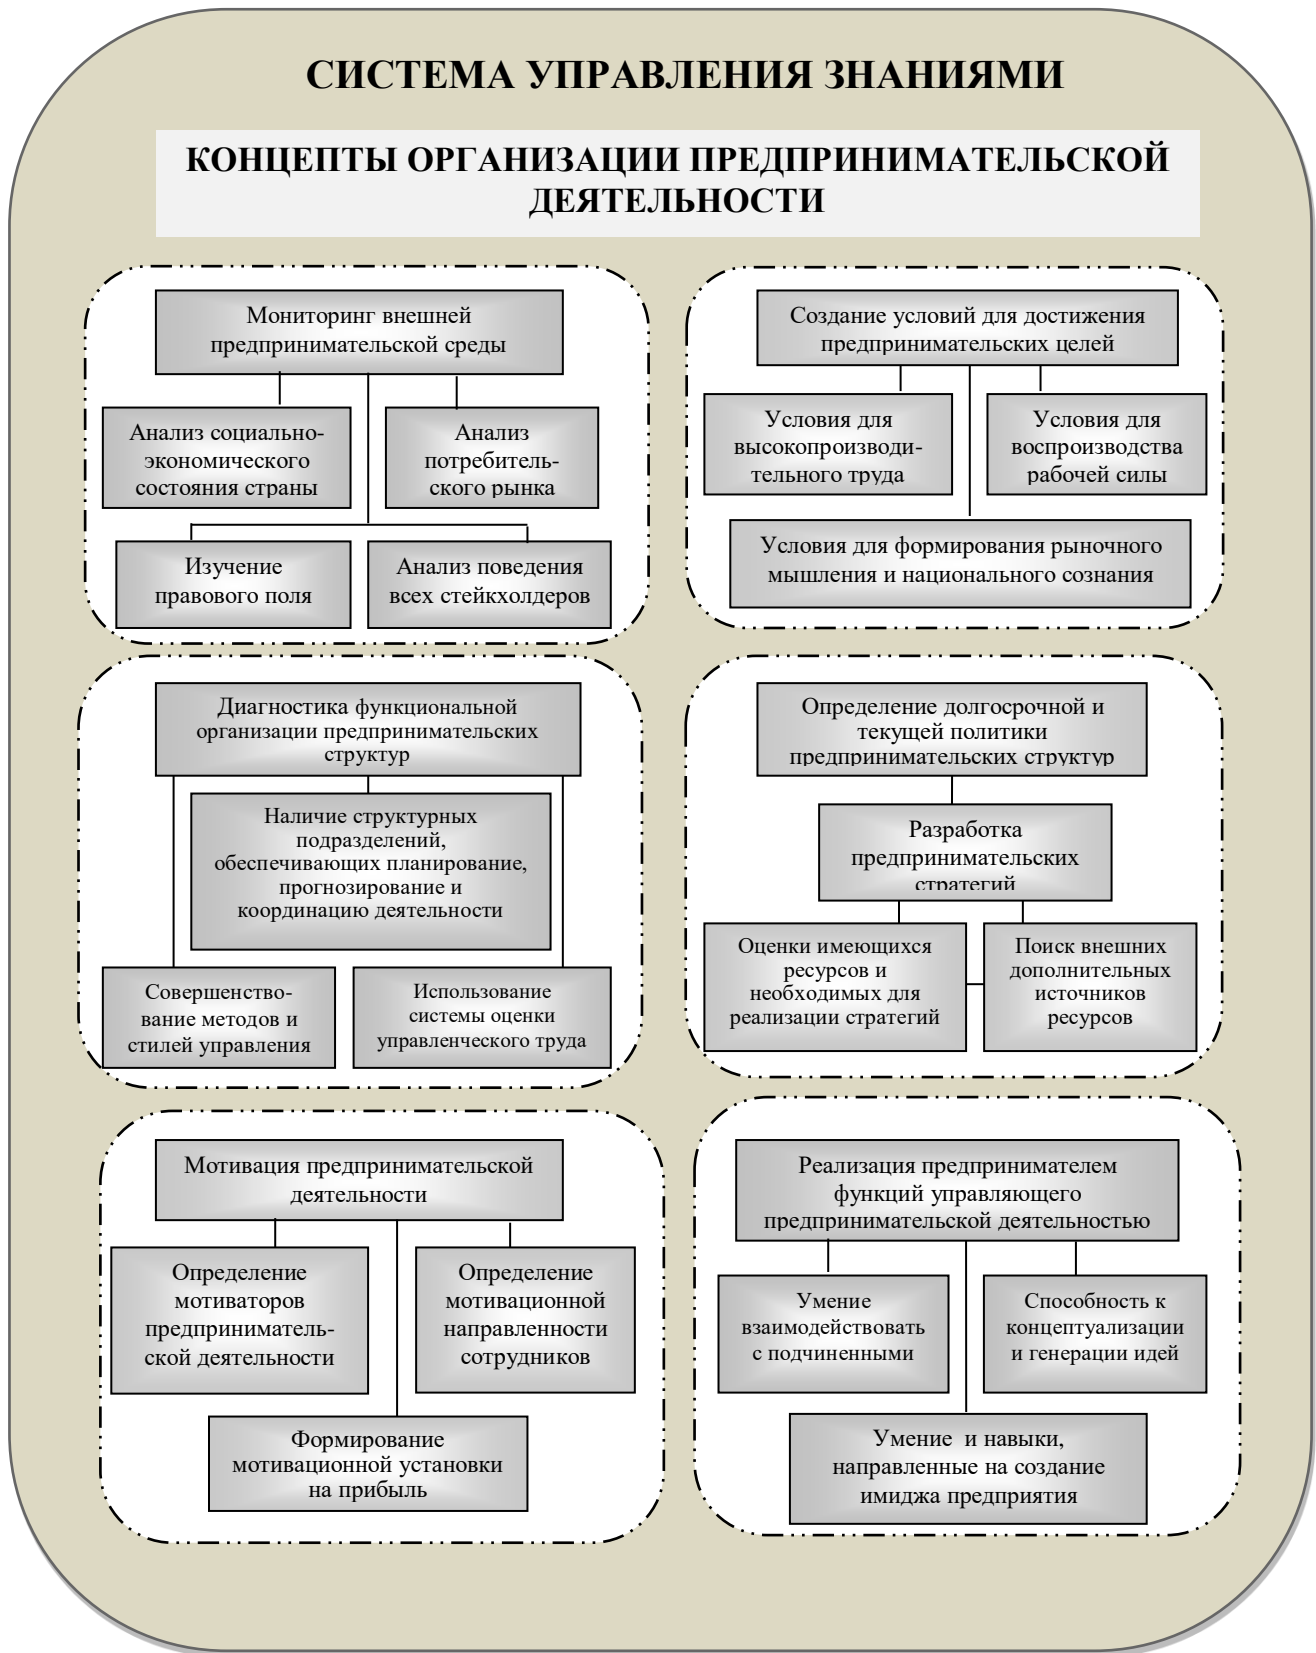 СИСТЕМА УПРАВЛЕНИЯ ЗНАНИЯМИ
КОНЦЕПТЫ ОРГАНИЗАЦИИ ПРЕДПРИНИМАТЕЛЬСКОЙ
ДЕЯТЕЛЬНОСТИ
Мониторинг внешней
предпринимательской среды
Анализ социально-
экономического
состояния страны
Анализ
потребитель-
ского рынка
Изучение
правового поля
Анализ поведения
всех стейкхолдеров
Создание условий для достижения
предпринимательских целей
Условия для
высокопроизводи-
тельного труда
Условия для
воспроизводства
рабочей силы
Условия для формирования рыночного
мышления и национального сознания
Диагностика функциональной
организации предпринимательских
структур
Наличие структурных
подразделений,
обеспечивающих планирование,
прогнозирование и
координацию деятельности
Совершенство-
вание методов и
стилей управления
Использование
системы оценки
управленческого труда
Определение долгосрочной и
текущей политики
предпринимательских структур
Разработка
предпринимательских
стратегий
Оценки имеющихся
ресурсов и
необходимых для
реализации стратегий
Поиск внешних
дополнительных
источников
ресурсов
Мотивация предпринимательской
деятельности
Определение
мотиваторов
предприниматель-
ской деятельности
Определение
мотивационной
направленности
сотрудников
Формирование
мотивационной установки
на прибыль
Реализация предпринимателем
функций управляющего
предпринимательской деятельностью
Умение
взаимодействовать
с подчиненными
Способность к
концептуализации
и генерации идей
Умение и навыки,
направленные на создание
имиджа предприятия